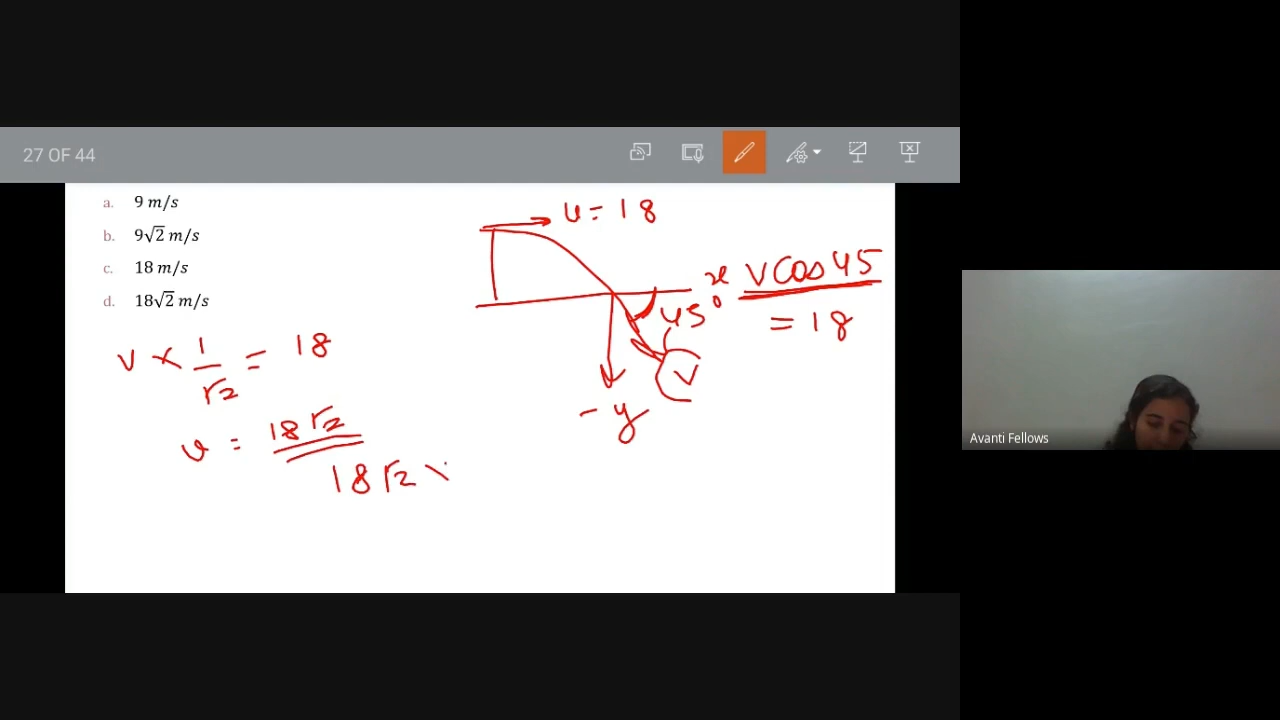 27 OF 44
a. 9 m/s
b. 9√2 m/s
c. 18 m/s
d. 18√2 m/s
u = 18
x
v cos 45
= 18
45°
v
- y
v × 1/√2 = 18
v = 18√2
18√2
Avanti Fellows